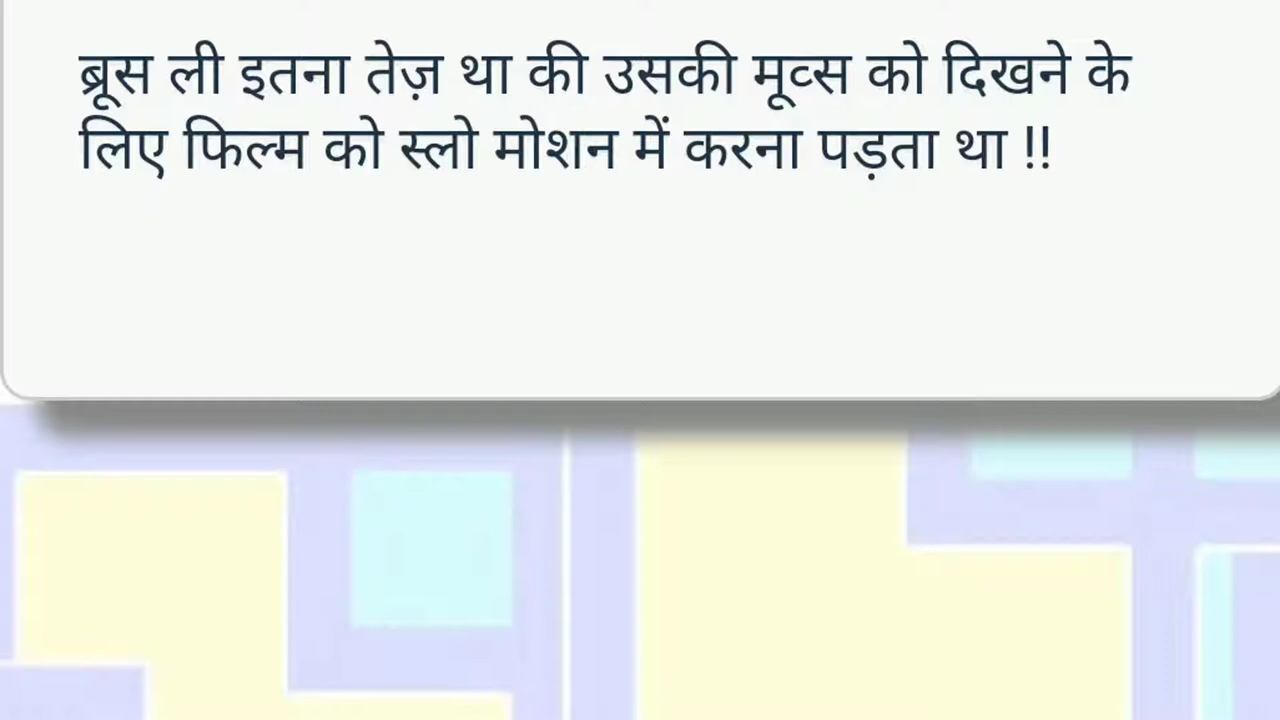 ब्रूस ली इतना तेज़ था की उसकी मूव्स को दिखने के
लिए फिल्म को स्लो मोशन में करना पड़ता था !!